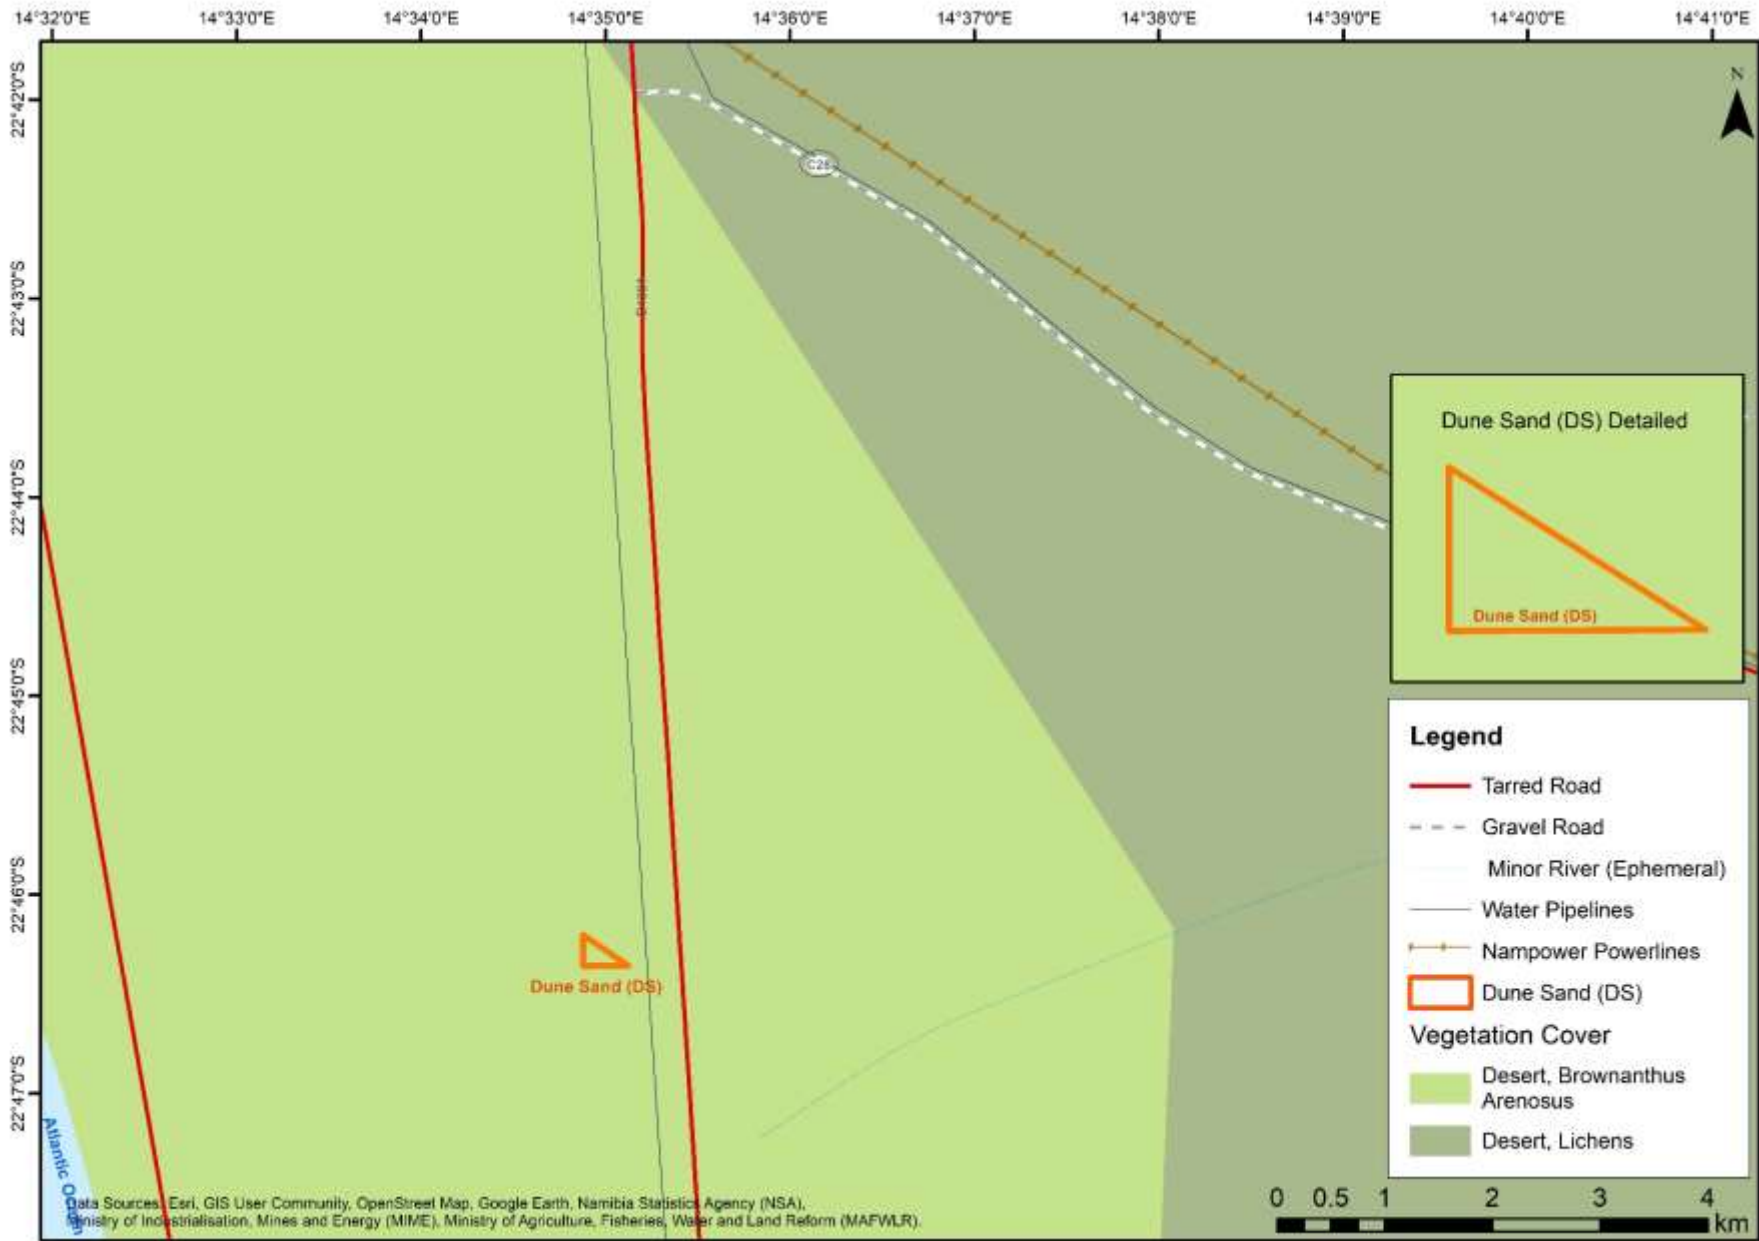 14°32'0"E 14°33'0"E 14°34'0"E 14°35'0"E 14°36'0"E 14°37'0"E 14°38'0"E 14°39'0"E 14°40'0"E 14°41'0"E
22°42'0"S
22°43'0"S
22°44'0"S
22°45'0"S
22°46'0"S
22°47'0"S
N
C28
Dune Sand (DS) Detailed
Dune Sand (DS)
Dune Sand (DS)
Legend
Tarred Road
Gravel Road
Minor River (Ephemeral)
Water Pipelines
Nampower Powerlines
Dune Sand (DS)
Vegetation Cover
Desert, Brownanthus
Arenosus
Desert, Lichens
Atlantic Ocean
Data Sources: Esri, GIS User Community, OpenStreet Map, Google Earth, Namibia Statistics Agency (NSA),
Ministry of Industrialisation, Mines and Energy (MIME), Ministry of Agriculture, Fisheries, Water and Land Reform (MAFWLR).
0 0.5 1 2 3 4
km